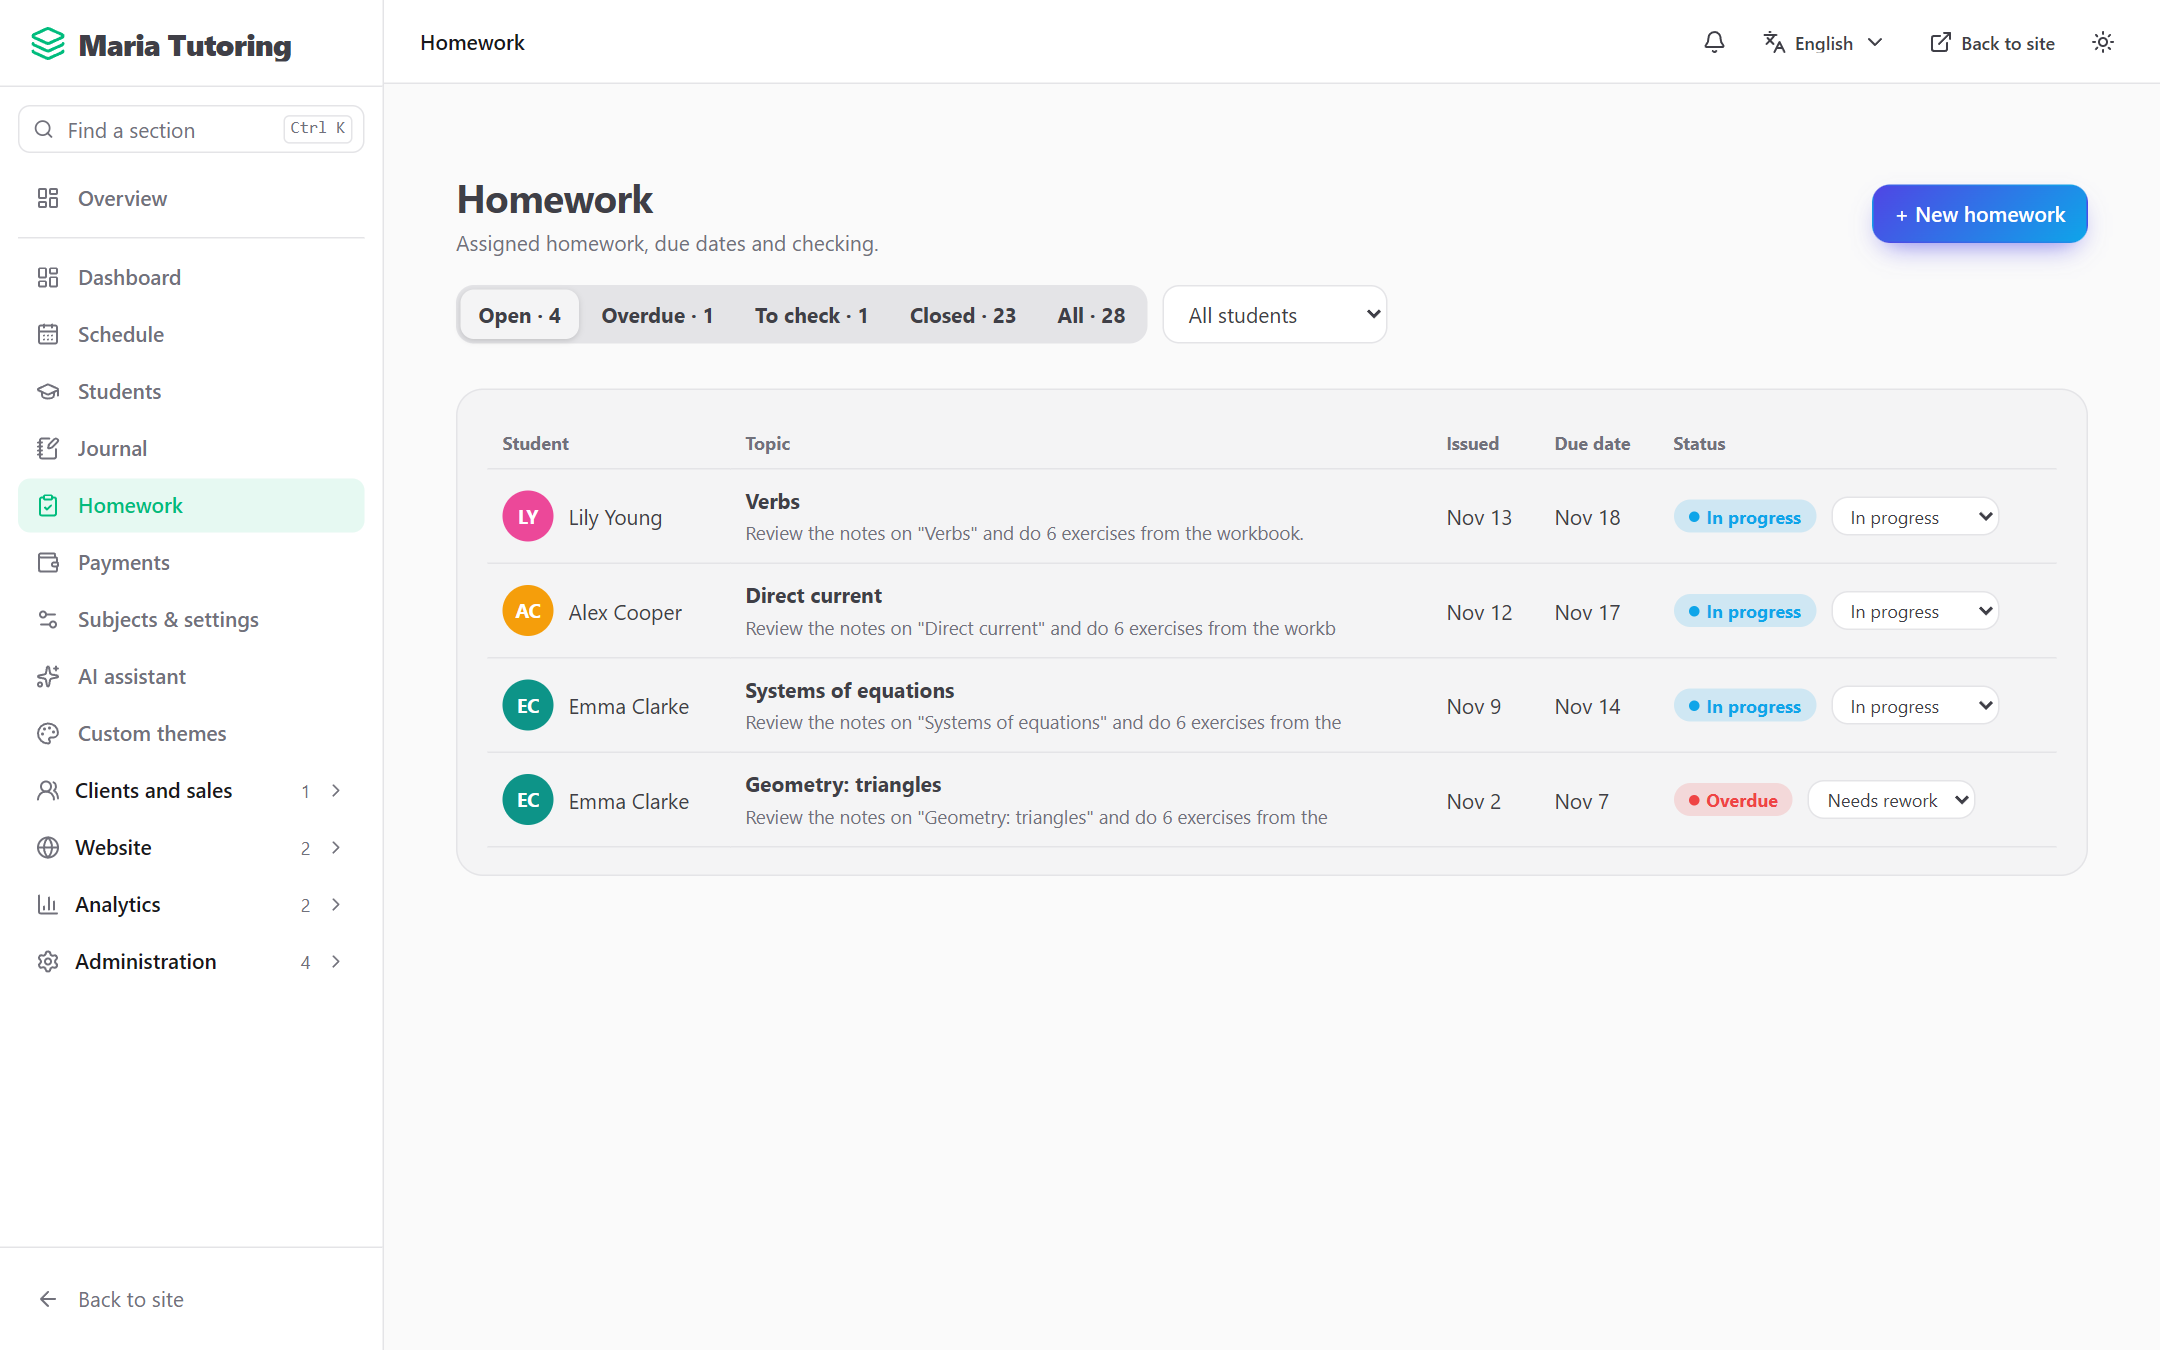 Maria Tutoring
Homework
English
Back to site
Find a section
Ctrl K
Overview
Dashboard
Schedule
Students
Journal
Homework
Payments
Subjects & settings
AI assistant
Custom themes
Clients and sales 1
Website 2
Analytics 2
Administration 4
Back to site
Homework
Assigned homework, due dates and checking.
+ New homework
Open · 4
Overdue · 1
To check · 1
Closed · 23
All · 28
All students
Student Topic Issued Due date Status
LY Lily Young
Verbs
Review the notes on "Verbs" and do 6 exercises from the workbook.
Nov 13 Nov 18 In progress In progress
AC Alex Cooper
Direct current
Review the notes on "Direct current" and do 6 exercises from the workb
Nov 12 Nov 17 In progress In progress
EC Emma Clarke
Systems of equations
Review the notes on "Systems of equations" and do 6 exercises from the
Nov 9 Nov 14 In progress In progress
EC Emma Clarke
Geometry: triangles
Review the notes on "Geometry: triangles" and do 6 exercises from the
Nov 2 Nov 7 Overdue Needs rework